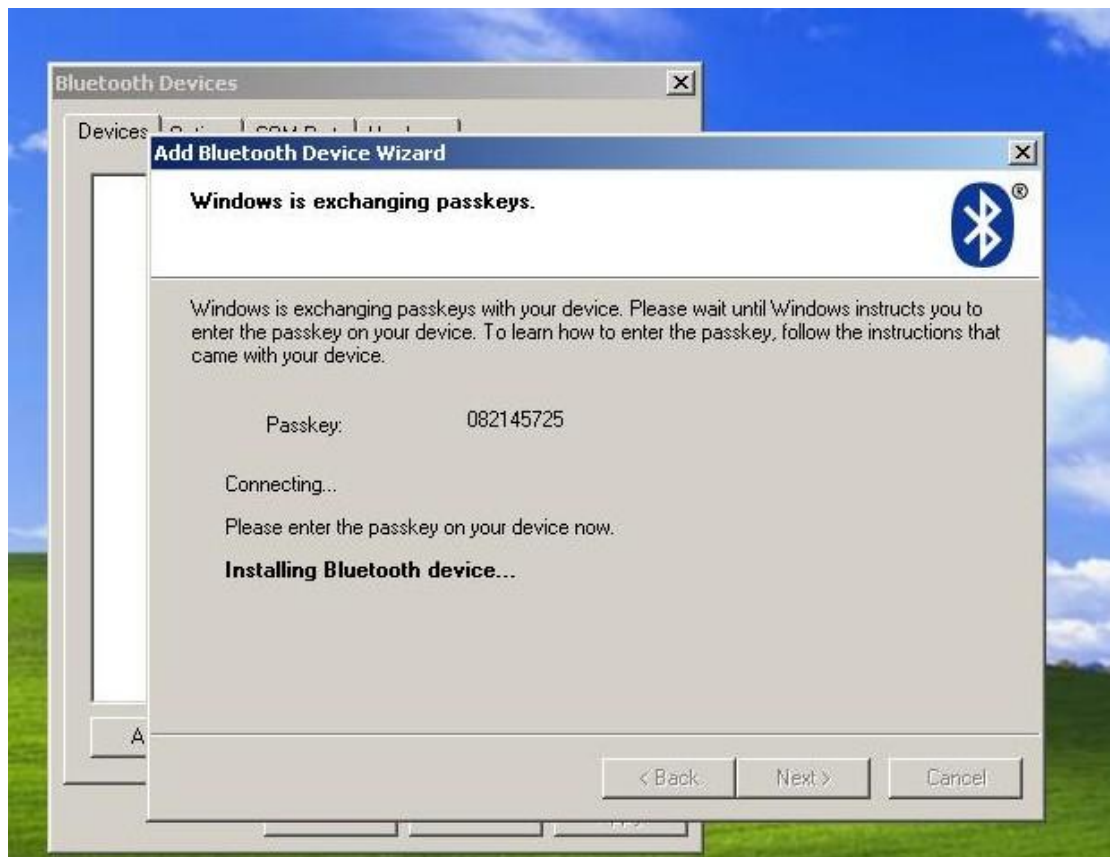 Bluetooth Devices
Devices
Add Bluetooth Device Wizard
Windows is exchanging passkeys.
®
Windows is exchanging passkeys with your device. Please wait until Windows instructs you to
enter the passkey on your device. To learn how to enter the passkey, follow the instructions that
came with your device.
Passkey: 082145725
Connecting...
Please enter the passkey on your device now.
Installing Bluetooth device...
A
< Back Next > Cancel